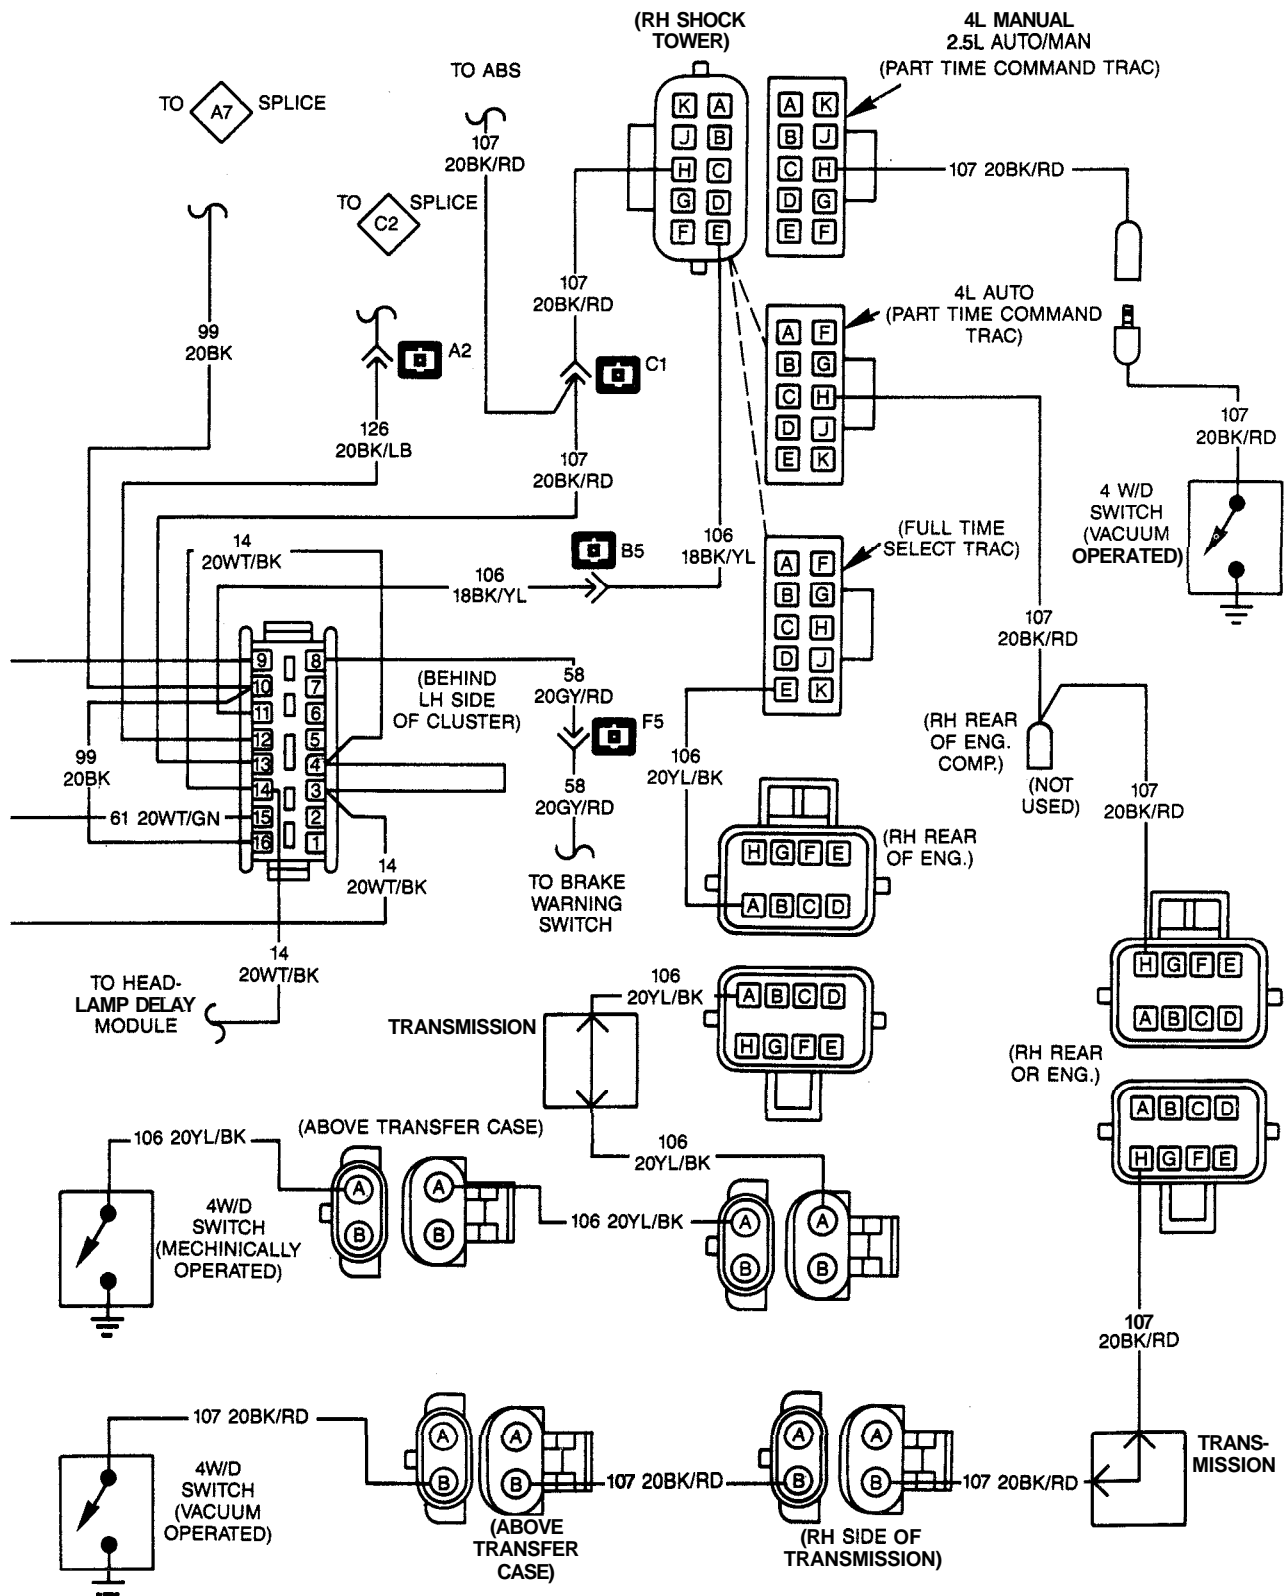 (RH SHOCK
TOWER)
4L MANUAL
2.5L AUTO/MAN
(PART TIME COMMAND TRAC)
TO ABS
TO A7 SPLICE
107
20BK/RD
K A
J B
H C
G D
F E
A K
B J
C H
D G
E F
107 20BK/RD
TO C2 SPLICE
107
20BK/RD
4L AUTO
(PART TIME COMMAND
TRAC)
A F
B G
C H
D J
E K
99
20BK
A2
C1
126
20BK/LB
107
20BK/RD
107
20BK/RD
4 W/D
SWITCH
(VACUUM
OPERATED)
14
20WT/BK
B5
106
18BK/YL
106
18BK/YL
(FULL TIME
SELECT TRAC)
A F
B G
C H
D J
E K
107
20BK/RD
9 8
10 7
11 6
12 5
13 4
14 3
15 2
16 1
(BEHIND
LH SIDE
OF CLUSTER)
58
20GY/RD
F5
58
20GY/RD
TO BRAKE
WARNING
SWITCH
99
20BK
61 20WT/GN
14
20WT/BK
14
20WT/BK
TO HEAD-
LAMP DELAY
MODULE
106
20YL/BK
(RH REAR
OF ENG.
COMP.)
(NOT
USED)
107
20BK/RD
(RH REAR
OF ENG.)
H G F E
A B C D
106
20YL/BK
A B C D
H G F E
TRANSMISSION
H G F E
A B C D
(RH REAR
OR ENG.)
A B C D
H G F E
106
20YL/BK
(ABOVE TRANSFER CASE)
106 20YL/BK
4W/D
SWITCH
(MECHINICALLY
OPERATED)
A
B
A
B
106 20YL/BK
A
B
A
B
107
20BK/RD
107 20BK/RD
4W/D
SWITCH
(VACUUM
OPERATED)
A
B
A
B
107 20BK/RD
(ABOVE
TRANSFER
CASE)
A
B
A
B
107 20BK/RD
(RH SIDE OF
TRANSMISSION)
TRANS-
MISSION